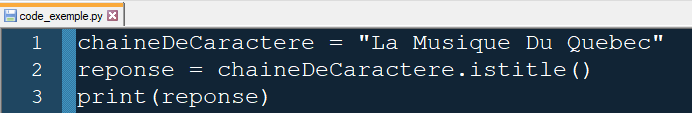 code_exemple.py
1 chaineDeCaractere = "La Musique Du Quebec"
2 reponse = chaineDeCaractere.istitle()
3 print(reponse)